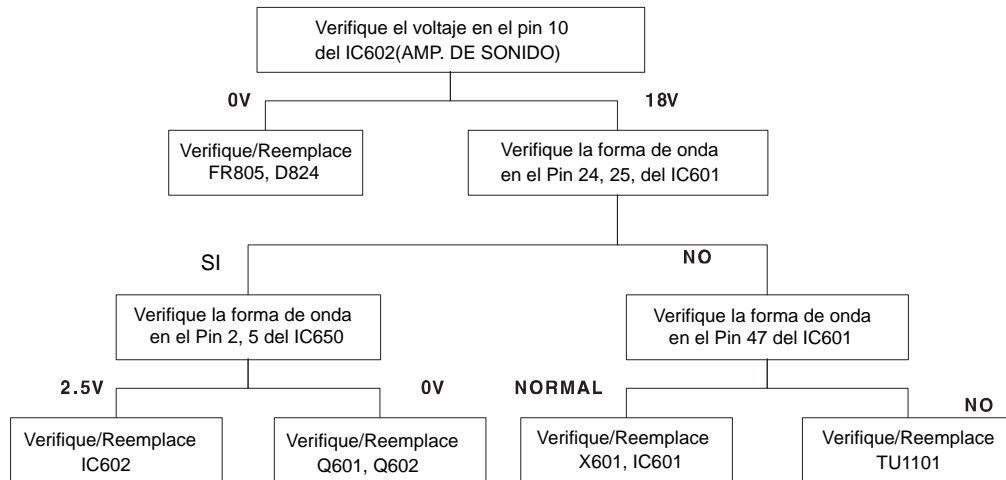 Verifique el voltaje en el pin 10
del IC602(AMP. DE SONIDO)
0V
18V
Verifique/Reemplace
FR805, D824
Verifique la forma de onda
en el Pin 24, 25, del IC601
SI
NO
Verifique la forma de onda
en el Pin 2, 5 del IC650
Verifique la forma de onda
en el Pin 47 del IC601
2.5V
0V
NORMAL
NO
Verifique/Reemplace
IC602
Verifique/Reemplace
Q601, Q602
Verifique/Reemplace
X601, IC601
Verifique/Reemplace
TU1101